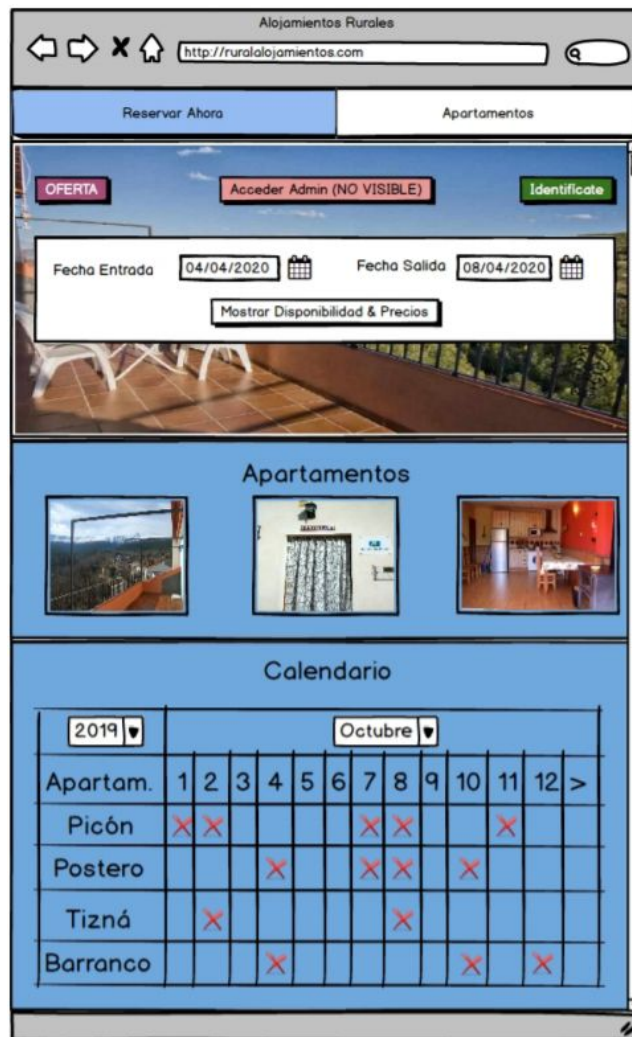 Alojamientos Rurales
http://ruralalojamientos.com
Reservar Ahora Apartamentos
OFERTA Acceder Admin (NO VISIBLE) Identifícate
Fecha Entrada 04/04/2020 Fecha Salida 08/04/2020
Mostrar Disponibilidad & Precios
Apartamentos
Calendario
2019 Octubre
Apartam. 1 2 3 4 5 6 7 8 9 10 11 12 >
Picón
Postero
Tizná
Barranco